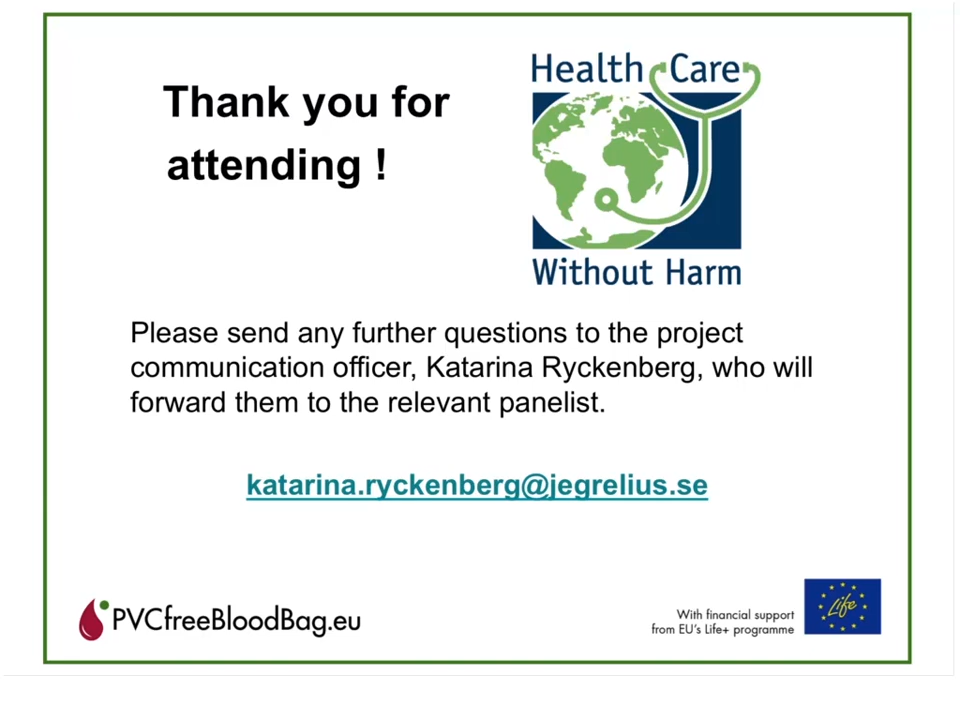 Thank you for
attending !
Health Care
Without Harm
Please send any further questions to the project
communication officer, Katarina Ryckenberg, who will
forward them to the relevant panelist.
katarina.ryckenberg@jegrelius.se
PVCfreeBloodBag.eu
With financial support
from EU's Life+ programme
Life